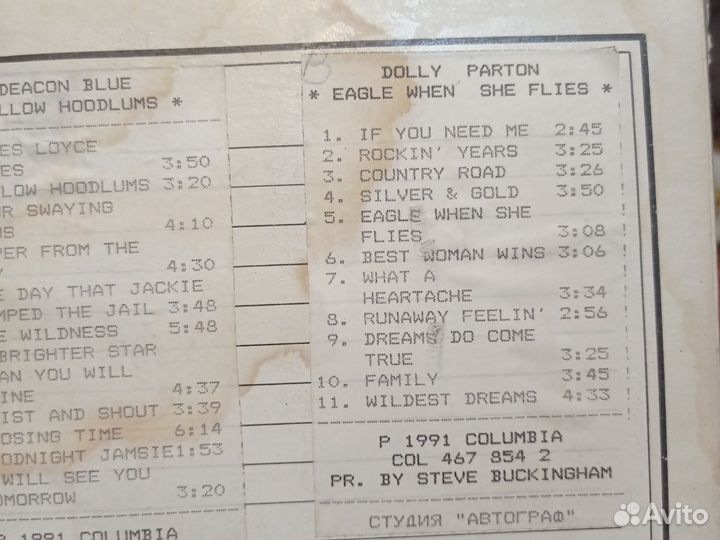 DEACON BLUE
LLOW HOODLUMS *
ES LOYCE
ES 3:50
LOW HOODLUMS 3:20
R SWAYING
S 4:10
PER FROM THE
4:30
E DAY THAT JACKIE
MPED THE JAIL 3:48
E WILDNESS 5:48
BRIGHTER STAR
AN YOU WILL
INE 4:37
IST AND SHOUT 3:39
OSING TIME 6:14
ODNIGHT JAMSIE1:53
WILL SEE YOU
OMORROW 3:20
1991 COLUMBIA
B
DOLLY PARTON
* EAGLE WHEN SHE FLIES *
1. IF YOU NEED ME 2:45
2. ROCKIN' YEARS 3:25
3. COUNTRY ROAD 3:26
4. SILVER & GOLD 3:50
5. EAGLE WHEN SHE
FLIES 3:08
6. BEST WOMAN WINS 3:06
7. WHAT A
HEARTACHE 3:34
8. RUNAWAY FEELIN' 2:56
9. DREAMS DO COME
TRUE 3:25
10. FAMILY 3:45
11. WILDEST DREAMS 4:33
P 1991 COLUMBIA
COL 467 854 2
PR. BY STEVE BUCKINGHAM
СТУДИЯ "АВТОГРАФ"
Avito